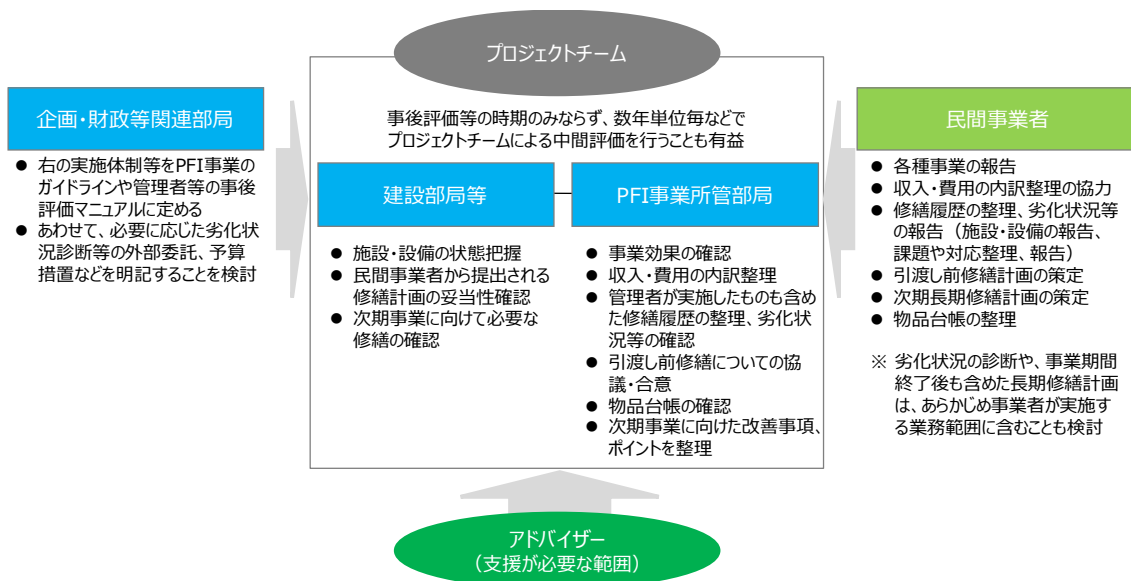 プロジェクトチーム
企画・財政等関連部局
● 右の実施体制等をPFI事業の
ガイドラインや管理者等の事後
評価マニュアルに定める
● あわせて、必要に応じた劣化状
況診断等の外部委託、予算
措置などを明記することを検討
事後評価等の時期のみならず、数年単位毎などで
プロジェクトチームによる中間評価を行うことも有益
建設部局等
● 施設・設備の状態把握
● 民間事業者から提出される
修繕計画の妥当性確認
● 次期事業に向けて必要な
修繕の確認
PFI事業所管部局
● 事業効果の確認
● 収入・費用の内訳整理
● 管理者が実施したものも含め
た修繕履歴の整理、劣化状
況等の確認
● 引渡し前修繕についての協
議・合意
● 物品台帳の確認
● 次期事業に向けた改善事項、
ポイントを整理
民間事業者
● 各種事業の報告
● 収入・費用の内訳整理の協力
● 修繕履歴の整理、劣化状況等
の報告（施設・設備の報告、
課題や対応整理、報告）
● 引渡し前修繕計画の策定
● 次期長期修繕計画の策定
● 物品台帳の整理
※ 劣化状況の診断や、事業期間
終了後も含めた長期修繕計画
は、あらかじめ事業者が実施す
る業務範囲に含むことも検討
アドバイザー
（支援が必要な範囲）